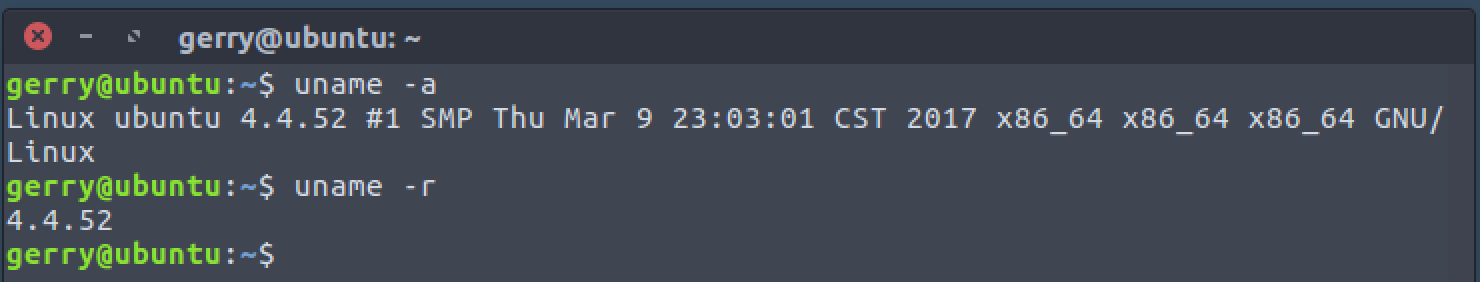 gerry@ubuntu: ~
gerry@ubuntu:~$ uname -a
Linux ubuntu 4.4.52 #1 SMP Thu Mar 9 23:03:01 CST 2017 x86_64 x86_64 x86_64 GNU/
Linux
gerry@ubuntu:~$ uname -r
4.4.52
gerry@ubuntu:~$